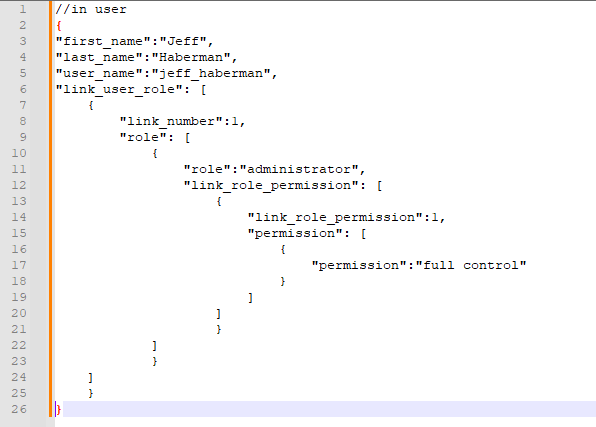 1 //in user
2 {
3 "first_name":"Jeff",
4 "last_name":"Haberman",
5 "user_name":"jeff_haberman",
6 "link_user_role": [
7     {
8         "link_number":1,
9         "role": [
10             {
11                 "role":"administrator",
12                 "link_role_permission": [
13                     {
14                         "link_role_permission":1,
15                         "permission": [
16                             {
17                                 "permission":"full control"
18                             }
19                         ]
20                     ]
21                     }
22             ]
23             }
24     ]
25     }
26 }